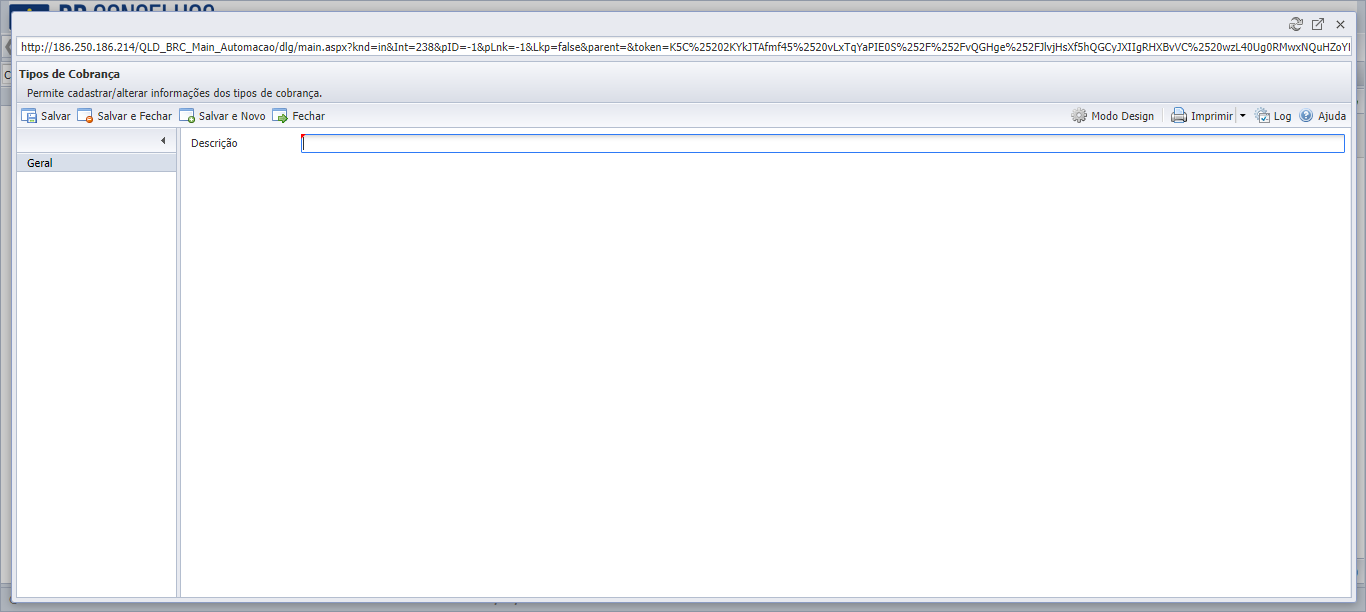 http://186.250.186.214/QLD_BRC_Main_Automacao/dlg/main.aspx?knd=in&Int=238&pID=-1&pLnk=-1&Lkp=false&parent=&token=K5C%25202KYkJTAfmf45%2520vLxTqYaPIE0S%252F%252FvQGHge%252FJlvjHsXf5hQGCyJXIIgRHXBvVC%2520wzL40Ug0RMwxNQuHZoYI
Tipos de Cobrança
Permite cadastrar/alterar informações dos tipos de cobrança.
Salvar Salvar e Fechar Salvar e Novo Fechar Modo Design Imprimir Log Ajuda
Geral
Descrição